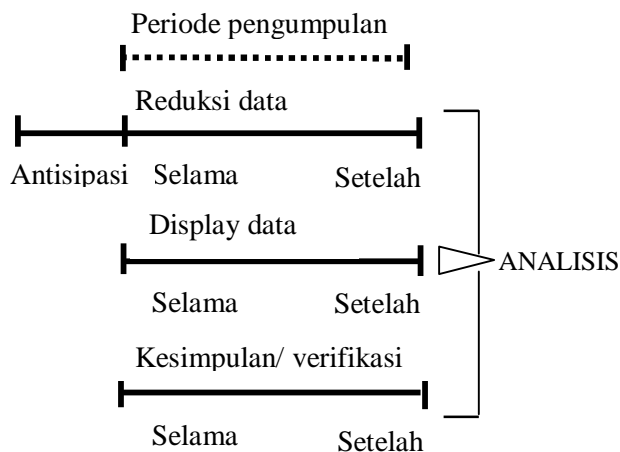 Periode pengumpulan
Reduksi data
Antisipasi Selama Setelah
Display data
ANALISIS
Selama Setelah
Kesimpulan/ verifikasi
Selama Setelah